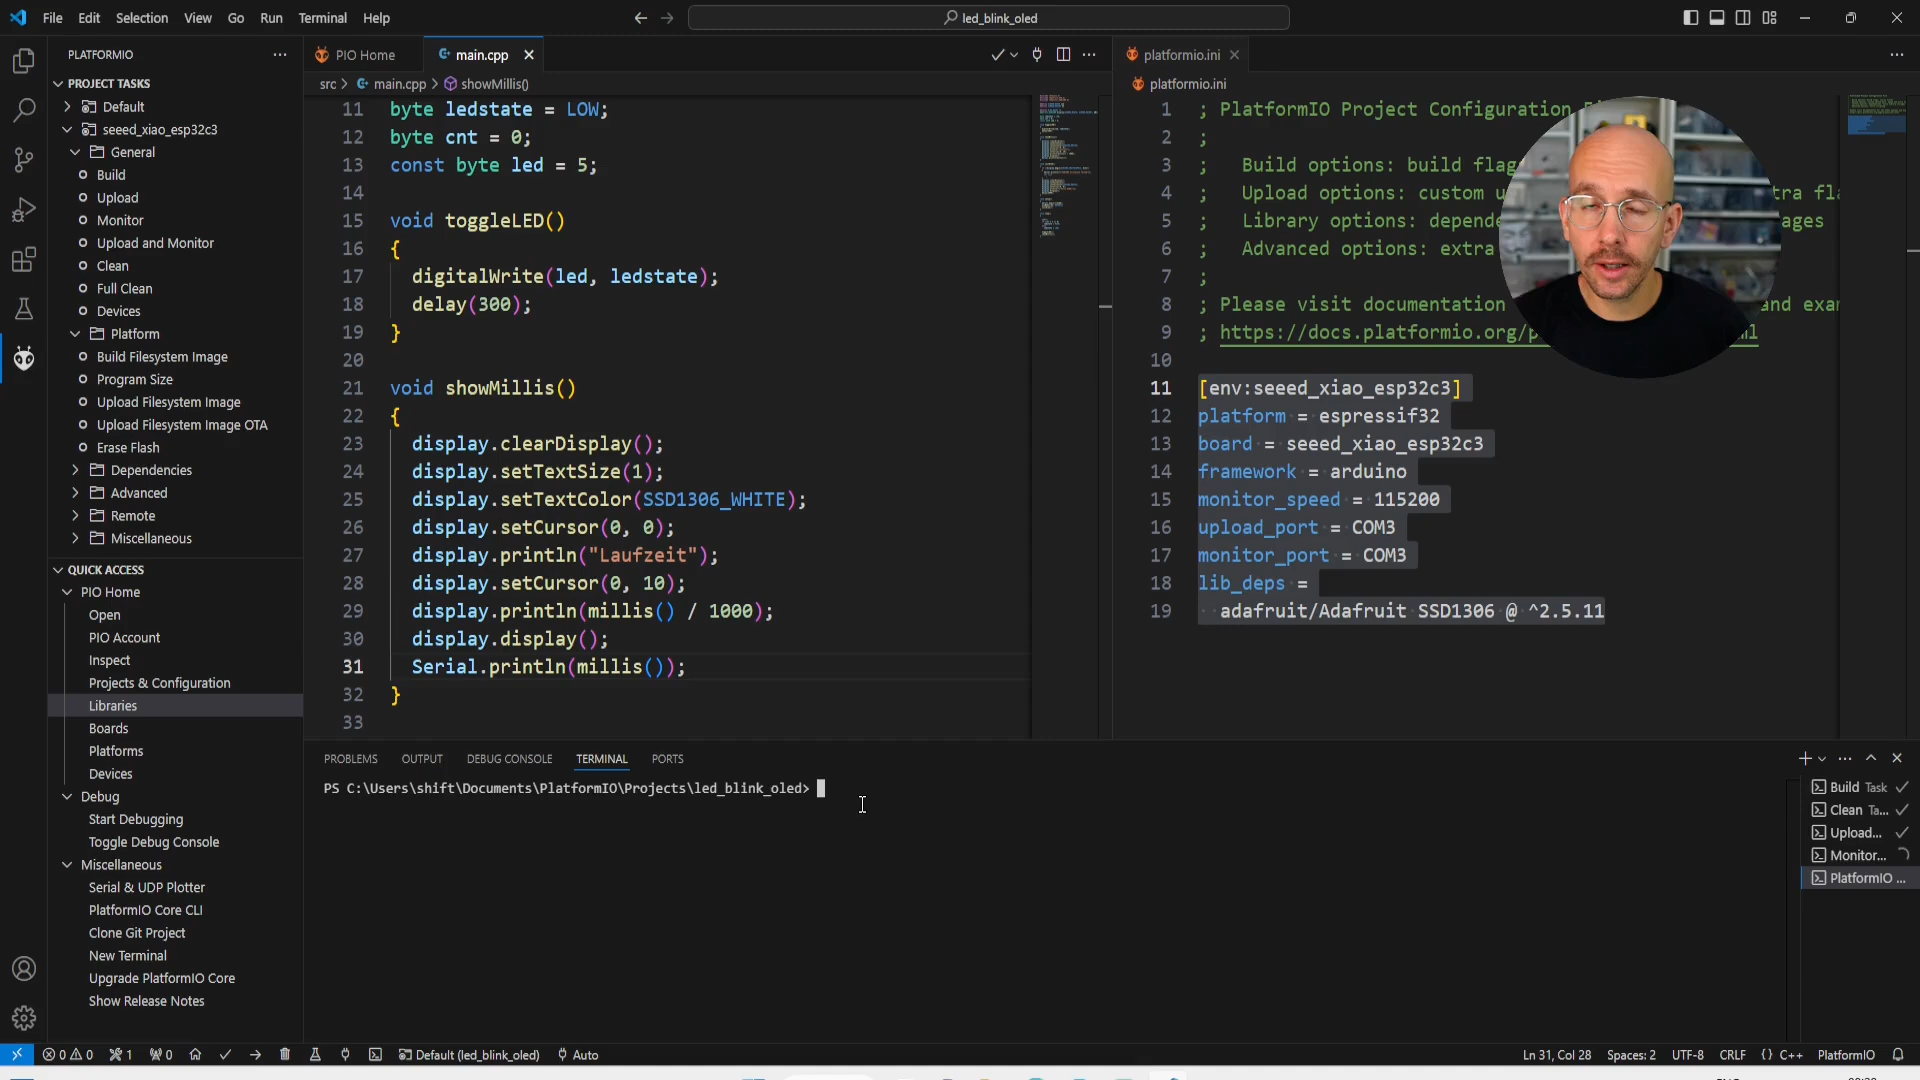 File Edit Selection View Go Run Terminal Help
led_blink_oled
PLATFORMIO
PROJECT TASKS
Default
seeed_xiao_esp32c3
General
Build
Upload
Monitor
Upload and Monitor
Clean
Full Clean
Devices
Platform
Build Filesystem Image
Program Size
Upload Filesystem Image
Upload Filesystem Image OTA
Erase Flash
Dependencies
Advanced
Remote
Miscellaneous
QUICK ACCESS
PIO Home
Open
PIO Account
Inspect
Projects & Configuration
Libraries
Boards
Platforms
Devices
Debug
Start Debugging
Toggle Debug Console
Miscellaneous
Serial & UDP Plotter
PlatformIO Core CLI
Clone Git Project
New Terminal
Upgrade PlatformIO Core
Show Release Notes
PIO Home
main.cpp
src > main.cpp > showMillis()
11 byte ledstate = LOW;
12 byte cnt = 0;
13 const byte led = 5;
14
15 void toggleLED()
16 {
17 digitalWrite(led, ledstate);
18 delay(300);
19 }
20
21 void showMillis()
22 {
23 display.clearDisplay();
24 display.setTextSize(1);
25 display.setTextColor(SSD1306_WHITE);
26 display.setCursor(0, 0);
27 display.println("Laufzeit");
28 display.setCursor(0, 10);
29 display.println(millis() / 1000);
30 display.display();
31 Serial.println(millis());
32 }
33
platformio.ini
platformio.ini
1 ; PlatformIO Project Configuration
2 ;
3 ; Build options: build
4 ; Upload options: custom
5 ; Library options:
6 ; Advanced options: extra
7 ;
8 ; Please visit documentation and
9 ; https://docs.platformio.org/
10
11 [env:seeed_xiao_esp32c3]
12 platform = espressif32
13 board = seeed_xiao_esp32c3
14 framework = arduino
15 monitor_speed = 115200
16 upload_port = COM3
17 monitor_port = COM3
18 lib_deps =
19 adafruit/Adafruit SSD1306 @ ^2.5.11
PROBLEMS OUTPUT DEBUG CONSOLE TERMINAL PORTS
PS C:\Users\shift\Documents\PlatformIO\Projects\led_blink_oled>
Build Task
Clean Ta...
Upload...
Monitor...
PlatformIO ...
0 0 1 0 Default (led_blink_oled) Auto
Ln 31, Col 28 Spaces: 2 UTF-8 CRLF {} C++ PlatformIO